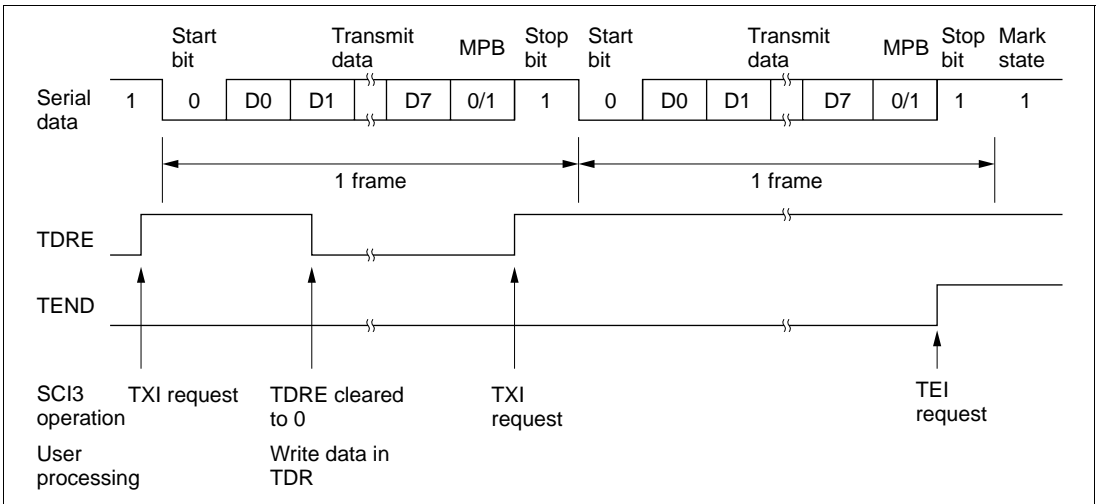 Start bit Transmit data MPB Stop bit Start bit Transmit data MPB Stop bit Mark state
Serial data 1 0 D0 D1 D7 0/1 1 0 D0 D1 D7 0/1 1 1
1 frame 1 frame
TDRE
TEND
SCI3 operation TXI request TDRE cleared to 0 TXI request TEI request
User processing Write data in TDR